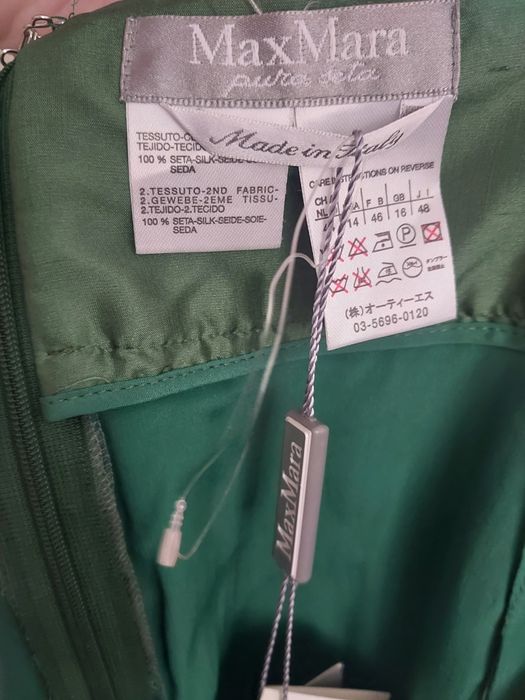 MaxMara
pura seta
Made in Italy
TESSUTO-
TEJIDO-TECIDO
100 % SETA-SILK-SEIDE-
SEDA
2.TESSUTO-2ND FABRIC-
2.GEWEBE-2EME TISSU-
2.TEJIDO-2.TECIDO
100 % SETA-SILK-SEIDE-SOIE-
SEDA
CARE INSTRUCTIONS ON REVERSE
CH
NL
F B
GB
J I
14
46
16
48
P
(株)オーティーエス
03-5696-0120
MaxMara